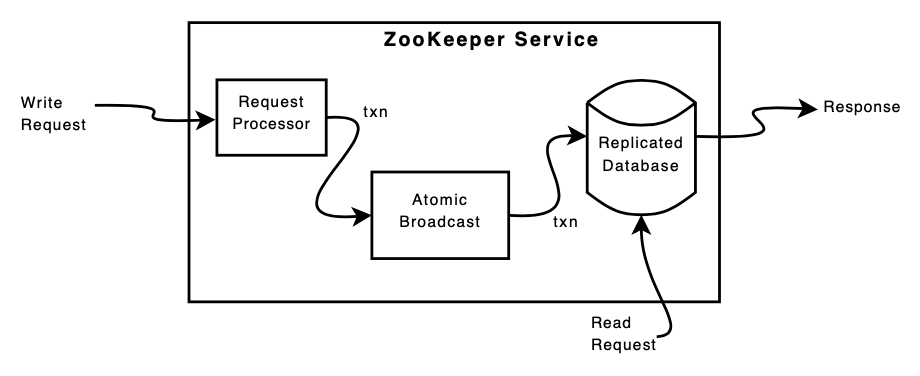 ZooKeeper Service
Write
Request
Request
Processor
txn
Atomic
Broadcast
txn
Replicated
Database
Response
Read
Request